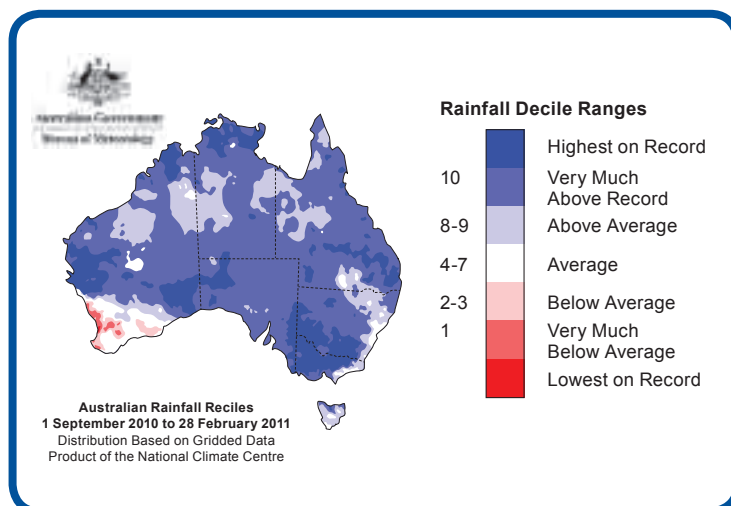 Australian Government
Bureau of Meteorology
Rainfall Decile Ranges
Highest on Record
10 Very Much
Above Record
8-9 Above Average
4-7 Average
2-3 Below Average
1 Very Much
Below Average
Lowest on Record
Australian Rainfall Reciles
1 September 2010 to 28 February 2011
Distribution Based on Gridded Data
Product of the National Climate Centre